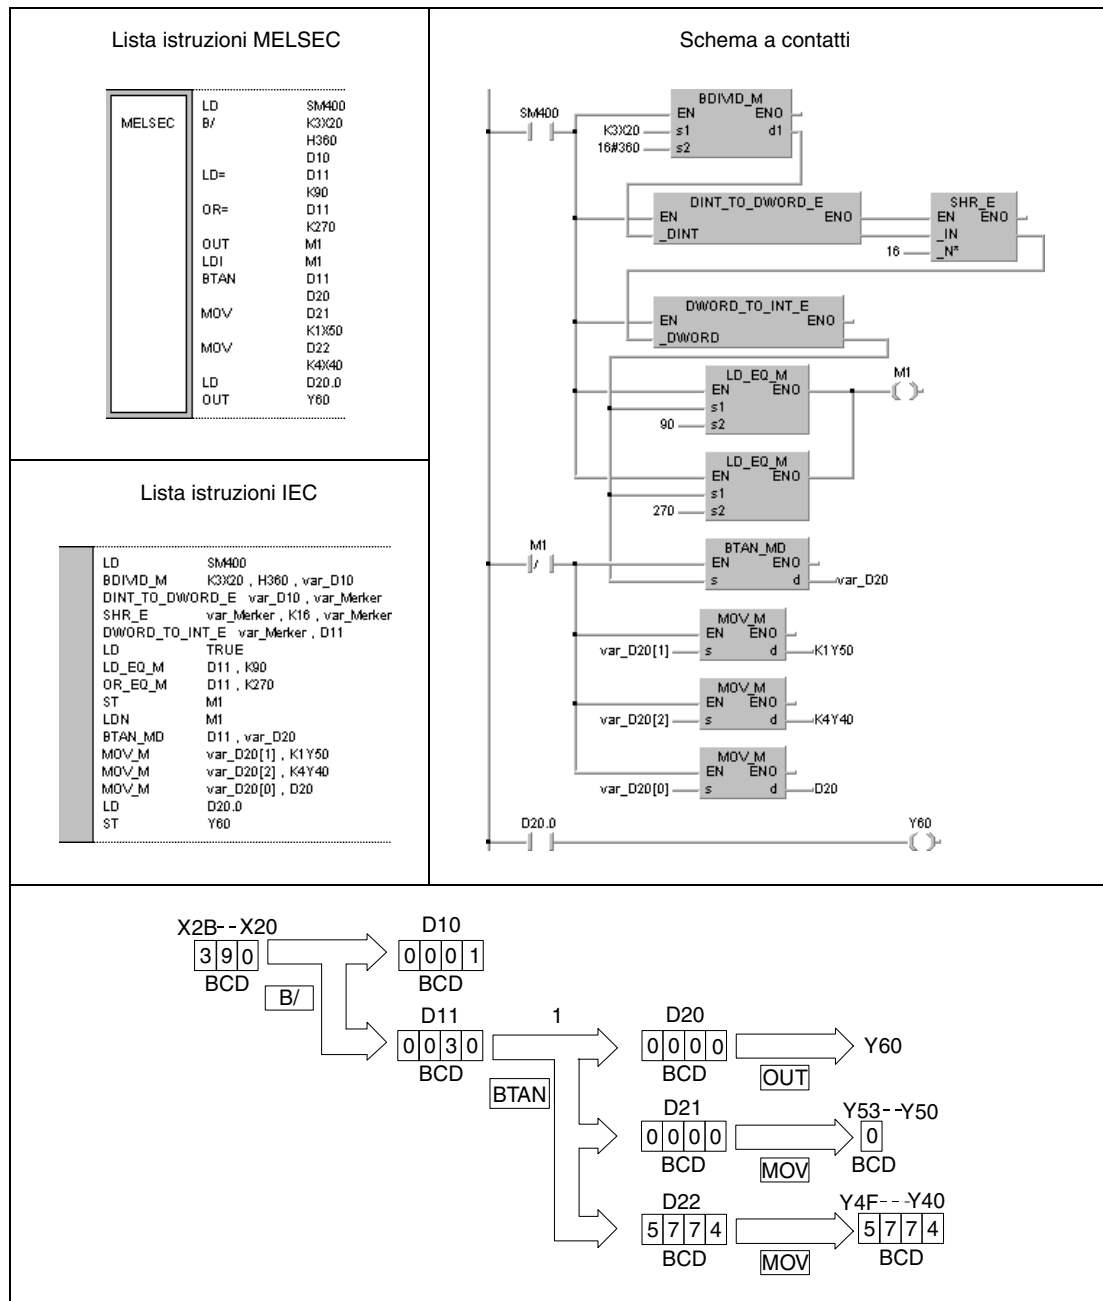 Lista istruzioni MELSEC
MELSEC
LD SM400
B/ K3X20
H360
D10
LD= D11
K90
OR= D11
K270
OUT M1
LDI M1
BTAN D11
D20
MOV D21
K1X50
MOV D22
K4X40
LD D20.0
OUT Y60
Lista istruzioni IEC
LD SM400
BDIVID_M K3X20 , H360 , var_D10
DINT_TO_DWORD_E var_D10 , var_Merker
SHR_E var_Merker , K16 , var_Merker
DWORD_TO_INT_E var_Merker , D11
LD TRUE
LD_EQ_M D11 , K90
OR_EQ_M D11 , K270
ST M1
LDN M1
BTAN_MD D11 , var_D20
MOV_M var_D20[1] , K1Y50
MOV_M var_D20[2] , K4Y40
MOV_M var_D20[0] , D20
LD D20.0
ST Y60
Schema a contatti
SM400
BDIVID_M
EN ENO
K3X20 s1 d1
16#360 s2
DINT_TO_DWORD_E
EN ENO
_DINT
SHR_E
EN ENO
_IN
16 _N*
DWORD_TO_INT_E
EN ENO
_DWORD
LD_EQ_M
EN ENO
s1
90 s2
M1
LD_EQ_M
EN ENO
s1
270 s2
M1
BTAN_MD
EN ENO
s d var_D20
MOV_M
EN ENO
var_D20[1] s d K1Y50
MOV_M
EN ENO
var_D20[2] s d K4Y40
MOV_M
EN ENO
var_D20[0] s d D20
D20.0 Y60
X2B--X20 D10
3 9 0 0 0 0 1
BCD BCD
B/
D11 1 D20
0 0 3 0 0 0 0 0 Y60
BCD BCD
BTAN OUT
D21 Y53--Y50
0 0 0 0 0
BCD MOV BCD
D22 Y4F---Y40
5 7 7 4 5 7 7 4
BCD MOV BCD